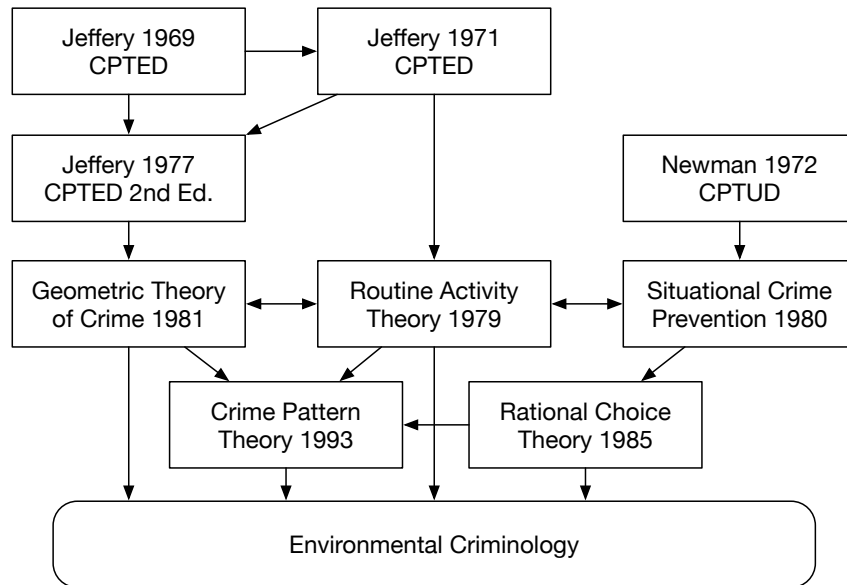 Jeffery 1969
CPTED
Jeffery 1971
CPTED
Jeffery 1977
CPTED 2nd Ed.
Newman 1972
CPTUD
Geometric Theory
of Crime 1981
Routine Activity
Theory 1979
Situational Crime
Prevention 1980
Crime Pattern
Theory 1993
Rational Choice
Theory 1985
Environmental Criminology